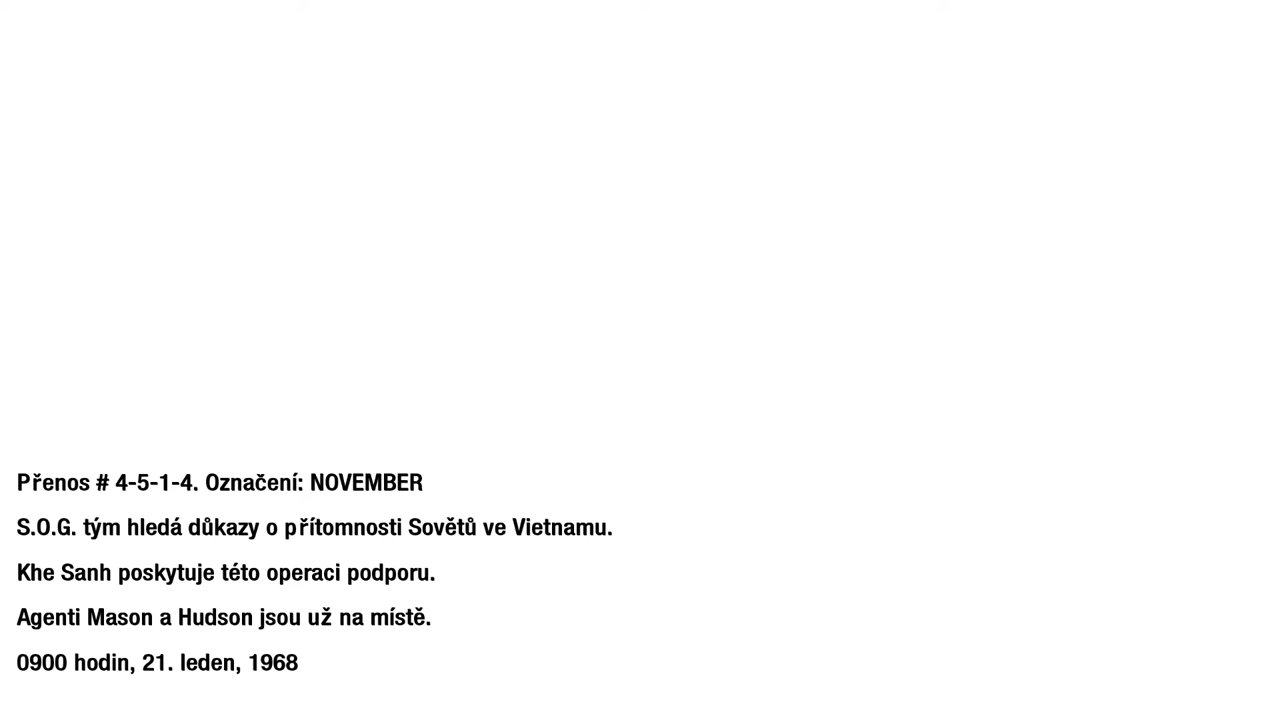 Přenos # 4-5-1-4. Označení: NOVEMBER
S.O.G. tým hledá důkazy o přítomnosti Sovětů ve Vietnamu.
Khe Sanh poskytuje této operaci podporu.
Agenti Mason a Hudson jsou už na místě.
0900 hodin, 21. leden, 1968